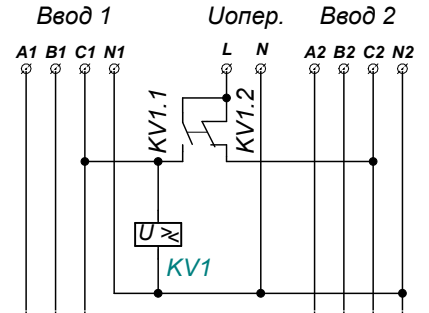 Ввод 1 Uопер. Ввод 2
A1 B1 C1 N1 L N A2 B2 C2 N2
KV1.1 KV1.2
U ≷
KV1